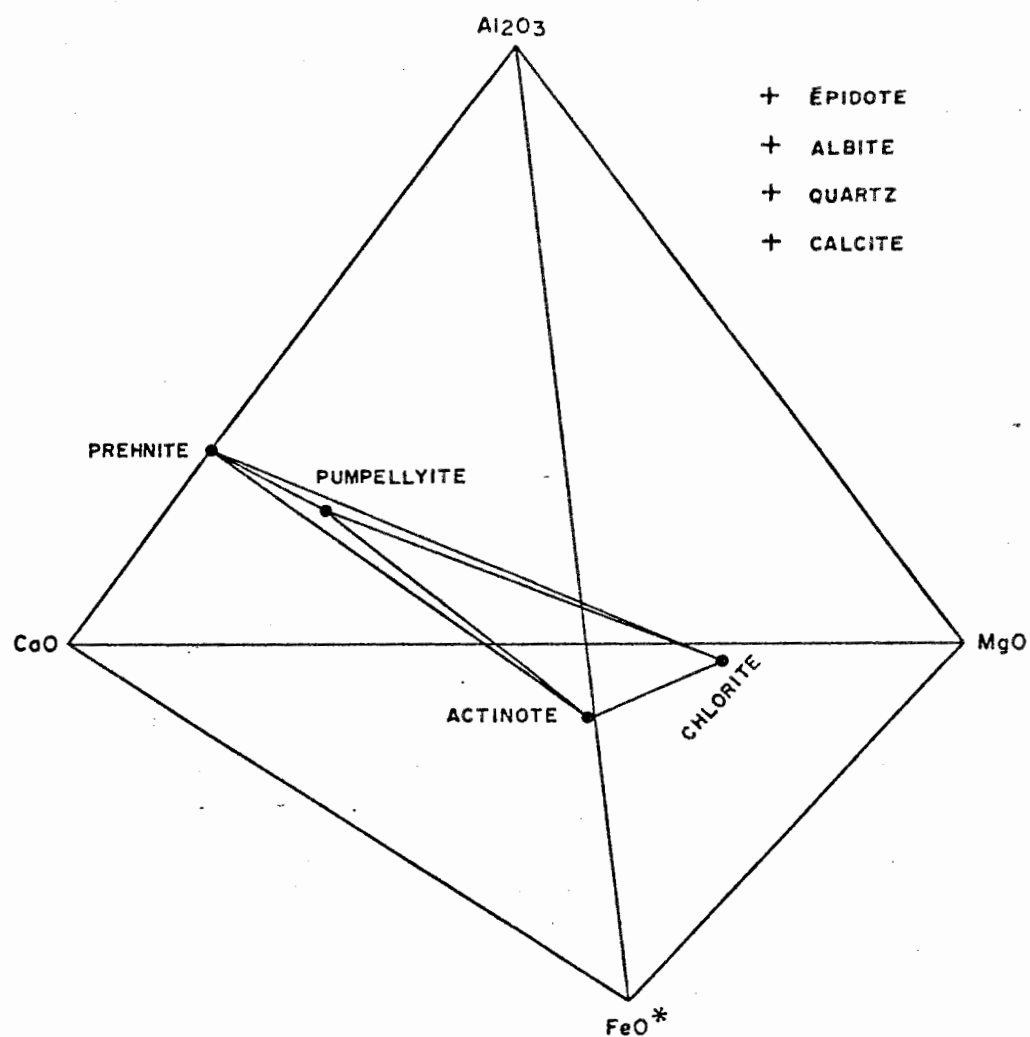 Al2O3
+ ÉPIDOTE
+ ALBITE
+ QUARTZ
+ CALCITE
PREHNITE
PUMPELLYITE
CaO
MgO
ACTINOTE
CHLORITE
FeO*